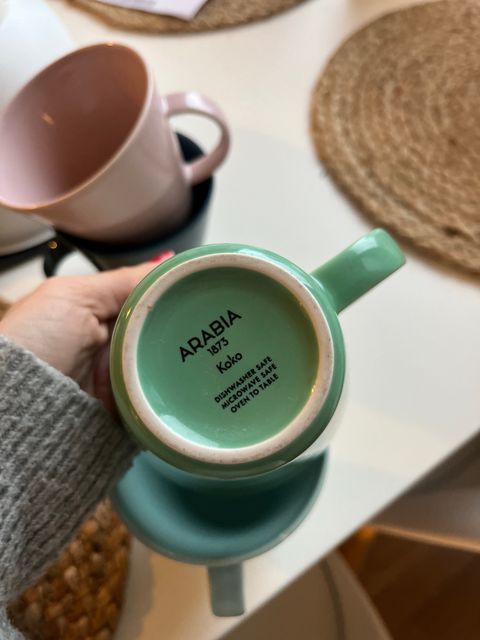 ARABIA
1873
Koko
DISHWASHER SAFE
MICROWAVE SAFE
OVEN TO TABLE